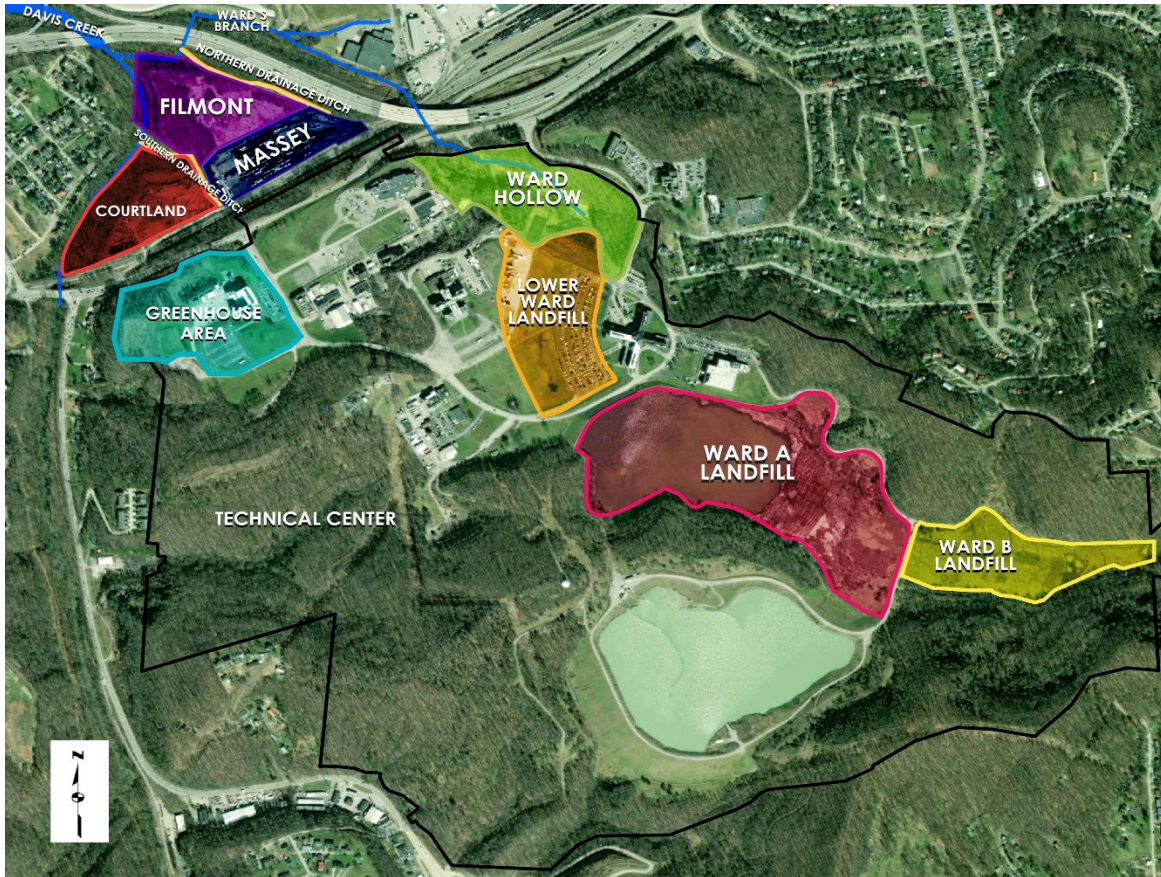 WARD'S
BRANCH
DAVIS CREEK
NORTHERN DRAINAGE DITCH
FILMONT
MASSEY
SOUTHERN DRAINAGE DITCH
COURTLAND
WARD
HOLLOW
LOWER
WARD
LANDFILL
GREENHOUSE
AREA
WARD A
LANDFILL
TECHNICAL CENTER
WARD B
LANDFILL
N